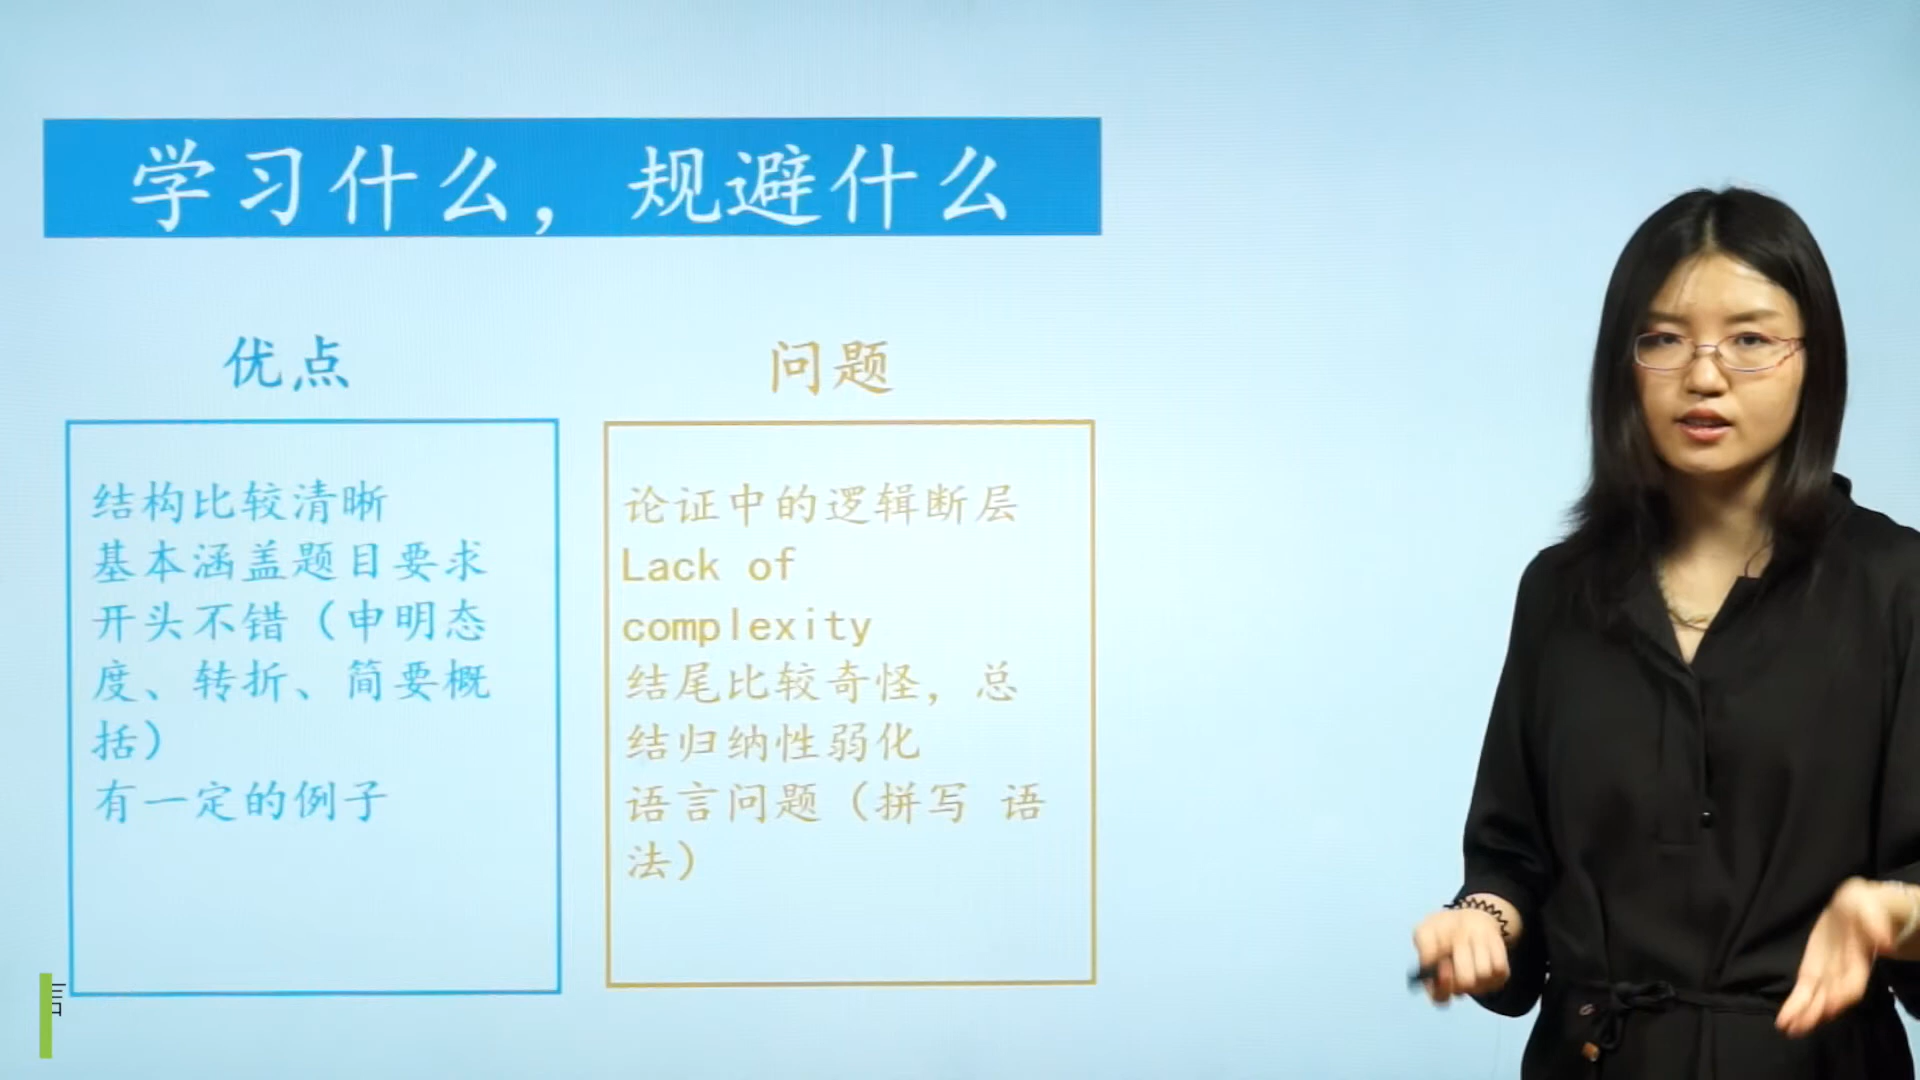 学习什么，规避什么
优点
结构比较清晰
基本涵盖题目要求
开头不错（申明态
度、转折、简要概
括）
有一定的例子
问题
论证中的逻辑断层
Lack of
complexity
结尾比较奇怪，总
结归纳性弱化
语言问题（拼写 语
法）